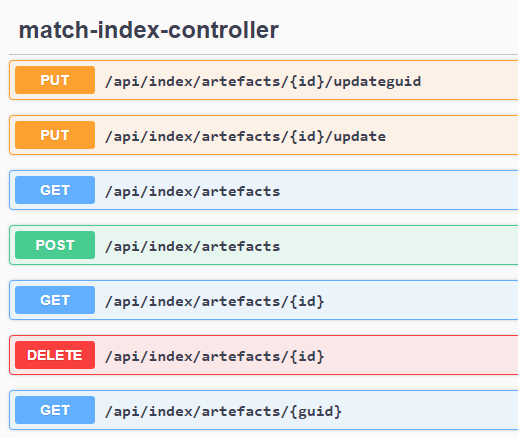 match-index-controller
PUT /api/index/artefacts/{id}/updateguid
PUT /api/index/artefacts/{id}/update
GET /api/index/artefacts
POST /api/index/artefacts
GET /api/index/artefacts/{id}
DELETE /api/index/artefacts/{id}
GET /api/index/artefacts/{guid}